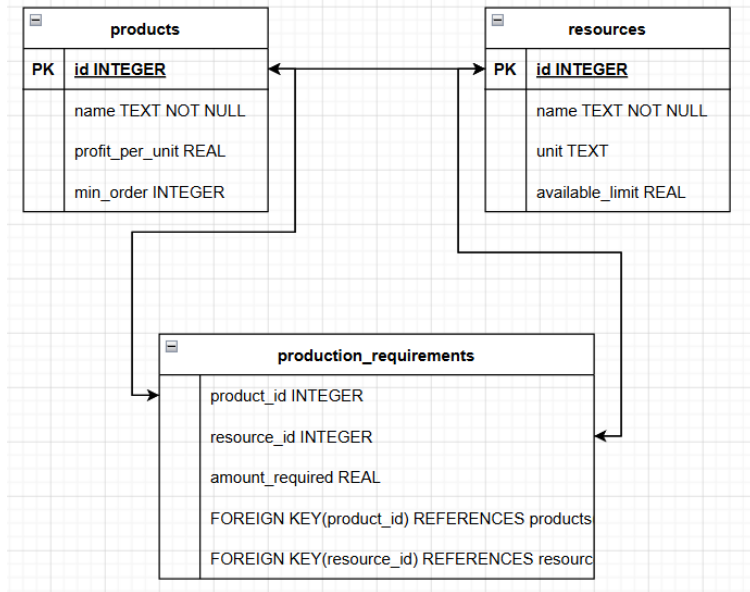 products
PK id INTEGER
name TEXT NOT NULL
profit_per_unit REAL
min_order INTEGER
resources
PK id INTEGER
name TEXT NOT NULL
unit TEXT
available_limit REAL
production_requirements
product_id INTEGER
resource_id INTEGER
amount_required REAL
FOREIGN KEY(product_id) REFERENCES products
FOREIGN KEY(resource_id) REFERENCES resourc